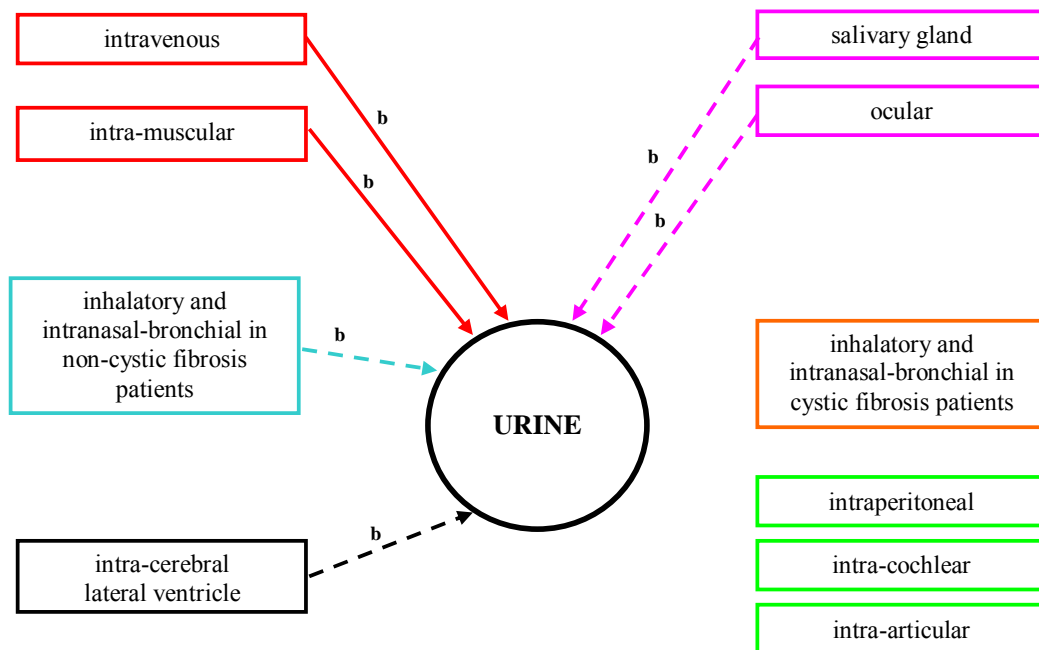 intravenous
salivary gland
intra-muscular
ocular
b
b
b
b
inhalatory and
intranasal-bronchial in
non-cystic fibrosis
patients
b
inhalatory and
intranasal-bronchial in
cystic fibrosis patients
URINE
intraperitoneal
b
intra-cerebral
lateral ventricle
intra-cochlear
intra-articular